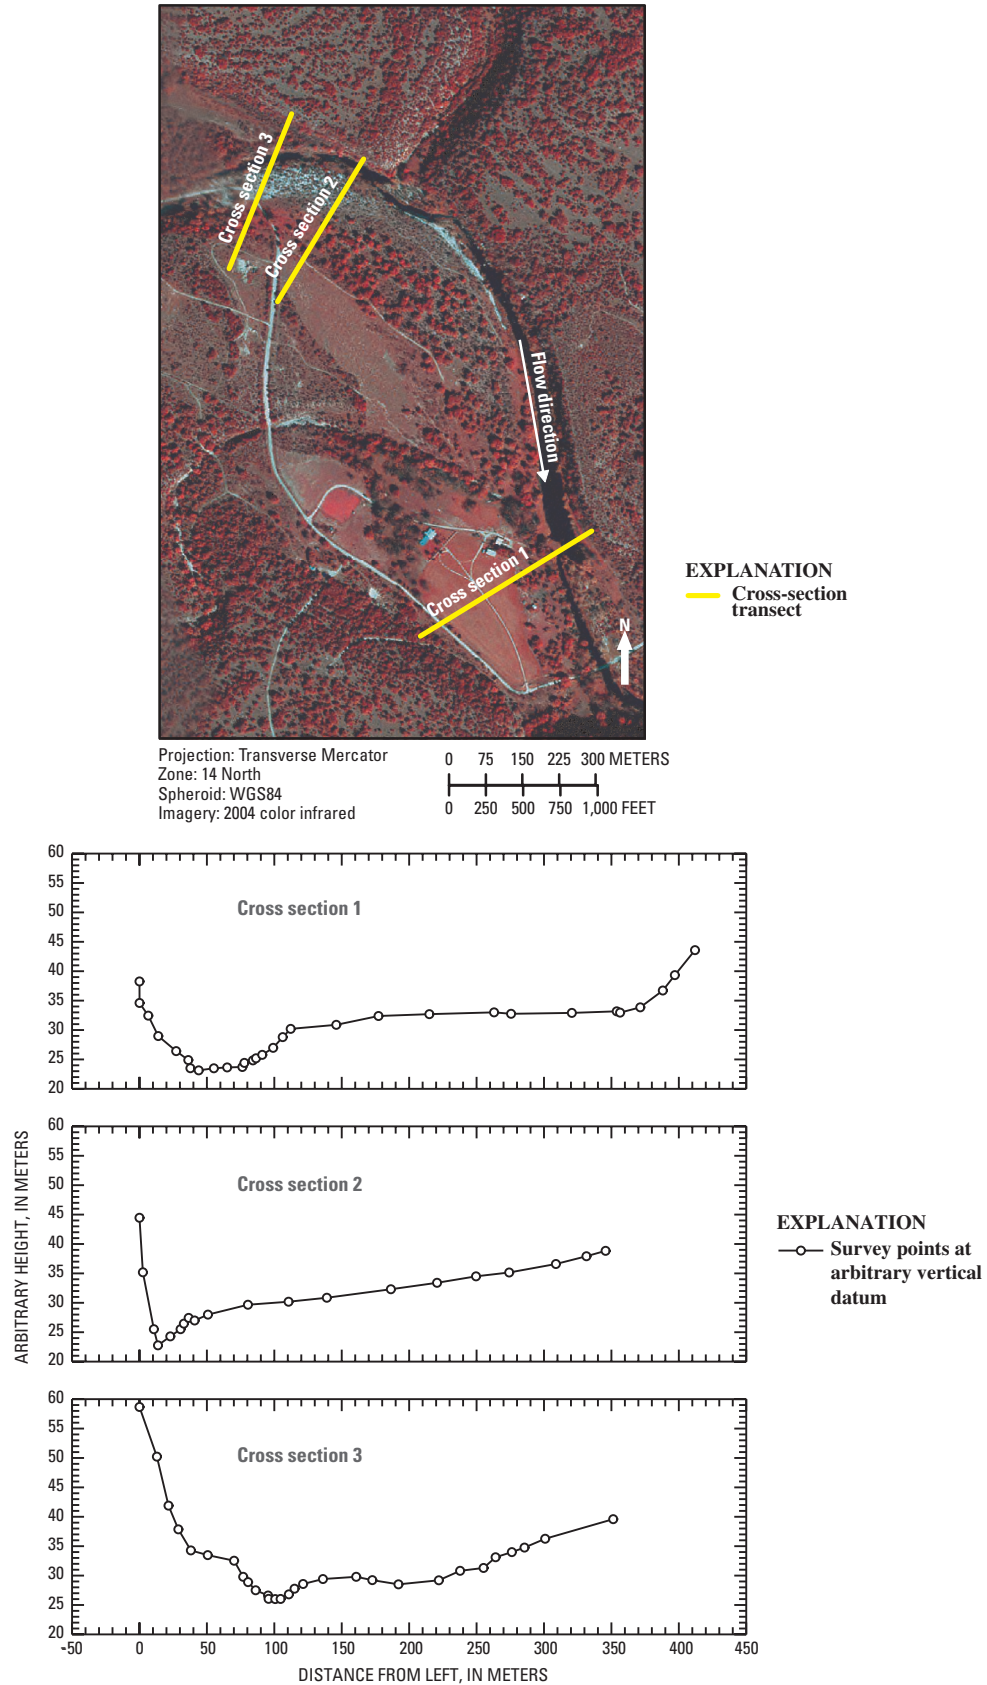 Cross section 3
Cross section 2
Flow direction
Cross section 1
N
EXPLANATION
Cross-section
transect
Projection: Transverse Mercator
Zone: 14 North
Spheroid: WGS84
Imagery: 2004 color infrared
0 75 150 225 300 METERS
0 250 500 750 1,000 FEET
60
55
50
45
40
35
30
25
20
Cross section 1
60
55
50
45
40
35
30
25
20
Cross section 2
ARBITRARY HEIGHT, IN METERS
EXPLANATION
Survey points at
arbitrary vertical
datum
60
55
50
45
40
35
30
25
20
Cross section 3
-50 0 50 100 150 200 250 300 350 400 450
DISTANCE FROM LEFT, IN METERS